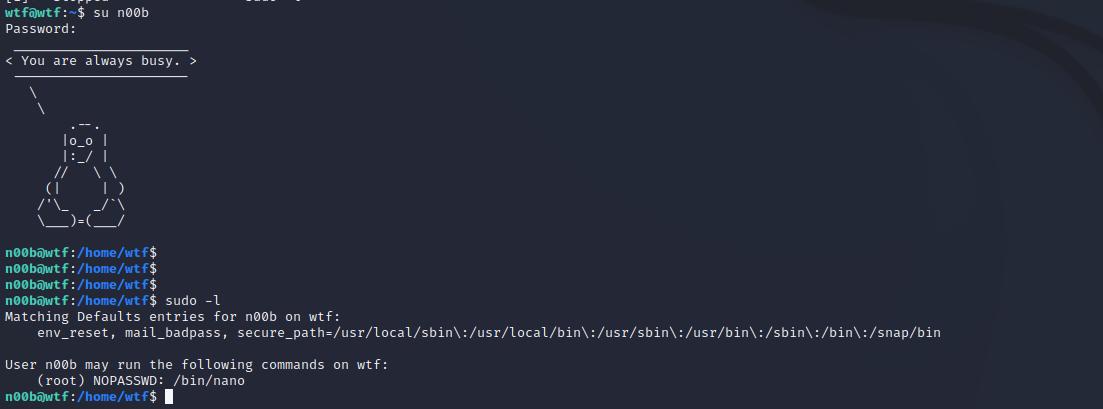 wtf@wtf:~$ su n00b
Password:
 ______________________
< You are always busy. >
 ----------------------
   \
    \
        .--.
       |o_o |
       |:_/ |
      //   \ \
     (|     | )
    /'\_   _/`\
    \___)=(___/
n00b@wtf:/home/wtf$
n00b@wtf:/home/wtf$
n00b@wtf:/home/wtf$
n00b@wtf:/home/wtf$ sudo -l
Matching Defaults entries for n00b on wtf:
    env_reset, mail_badpass, secure_path=/usr/local/sbin\:/usr/local/bin\:/usr/sbin\:/usr/bin\:/sbin\:/bin\:/snap/bin
User n00b may run the following commands on wtf:
    (root) NOPASSWD: /bin/nano
n00b@wtf:/home/wtf$